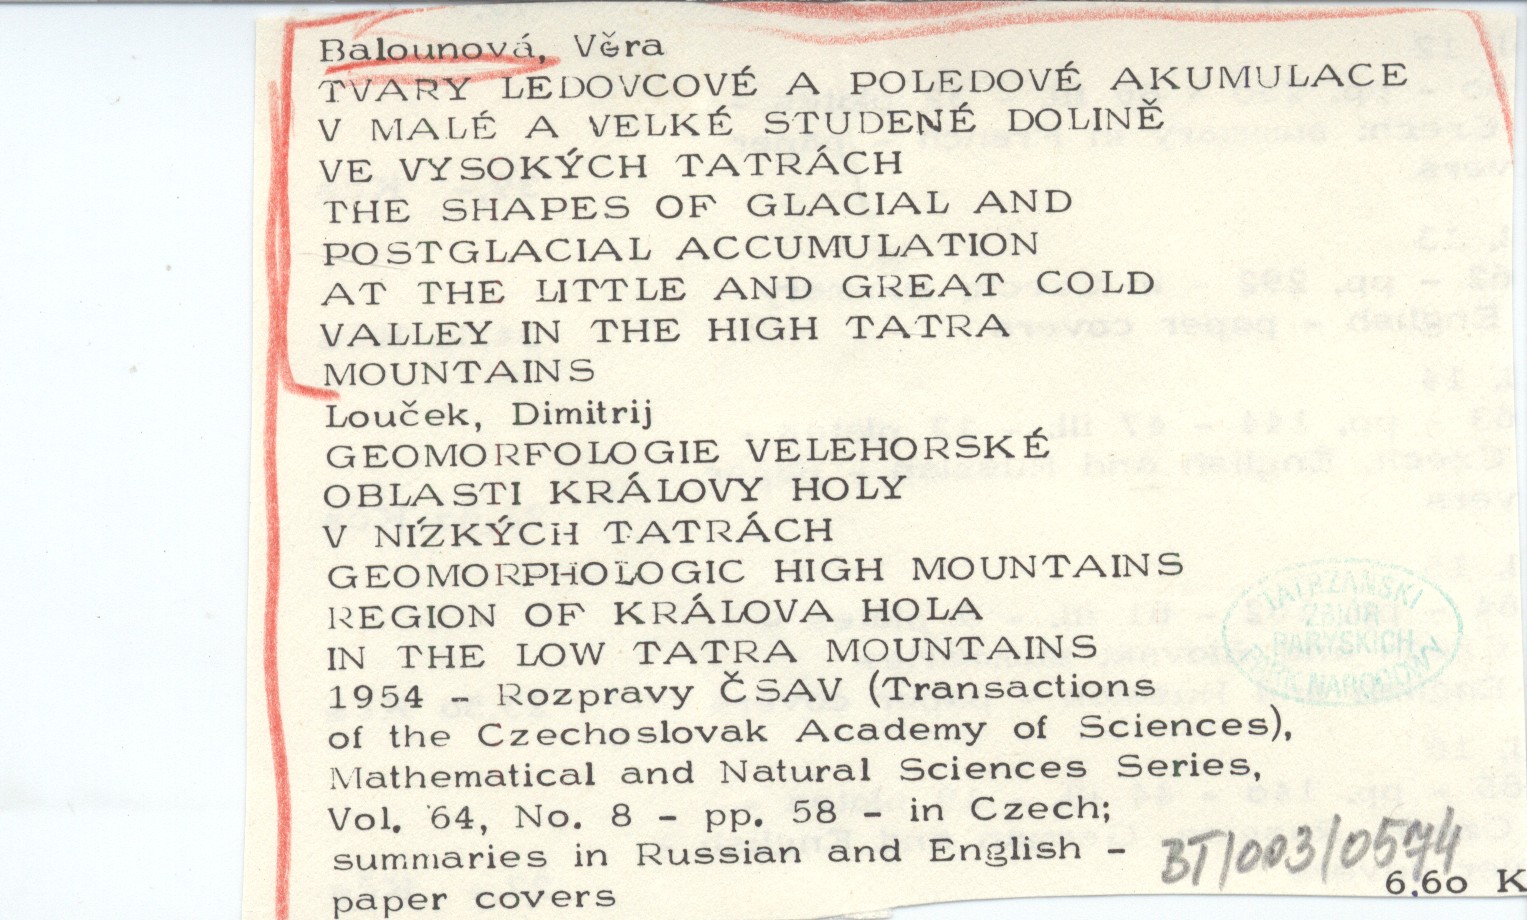 Balounová, Věra
TVARY LEDOVCOVÉ A POLEDOVÉ AKUMULACE
V MALÉ A VELKÉ STUDENÉ DOLINĚ
VE VYSOKÝCH TATRÁCH
THE SHAPES OF GLACIAL AND
POSTGLACIAL ACCUMULATION
AT THE LITTLE AND GREAT COLD
VALLEY IN THE HIGH TATRA
MOUNTAINS
Louček, Dimitrij
GEOMORFOLOGIE VELEHORSKÉ
OBLASTI KRÁLOVY HOLY
V NÍZKÝCH TATRÁCH
GEOMORPHOLOGIC HIGH MOUNTAINS
REGION OF KRÁLOVA HOLA
IN THE LOW TATRA MOUNTAINS
1954 – Rozpravy ČSAV (Transactions
of the Czechoslovak Academy of Sciences),
Mathematical and Natural Sciences Series,
Vol. 64, No. 8 – pp. 58 – in Czech;
summaries in Russian and English –
paper covers
6,60 K
TATRZAŃSKI
ZBIÓR
PARYSKICH
BT/003/0574